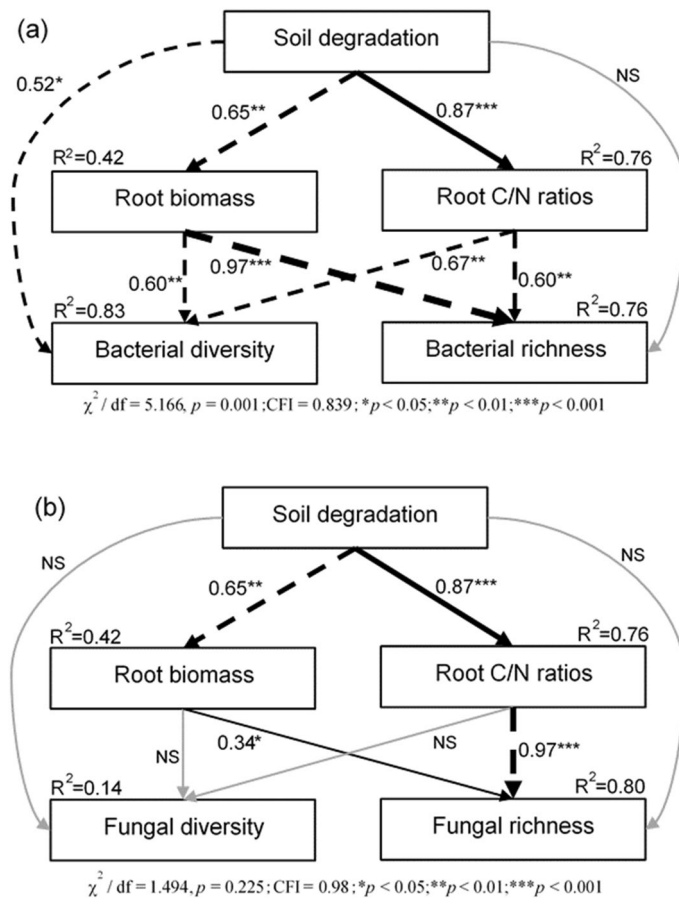 (a)
Soil degradation
0.52*
NS
0.65**
0.87***
R²=0.42
R²=0.76
Root biomass
Root C/N ratios
0.60**
0.97***
0.67**
0.60**
R²=0.83
R²=0.76
Bacterial diversity
Bacterial richness
χ² / df = 5.166, p = 0.001; CFI = 0.839; *p < 0.05; **p < 0.01; ***p < 0.001
(b)
Soil degradation
NS
NS
0.65**
0.87***
R²=0.42
R²=0.76
Root biomass
Root C/N ratios
NS
0.34*
NS
0.97***
R²=0.14
R²=0.80
Fungal diversity
Fungal richness
χ² / df = 1.494, p = 0.225; CFI = 0.98; *p < 0.05; **p < 0.01; ***p < 0.001